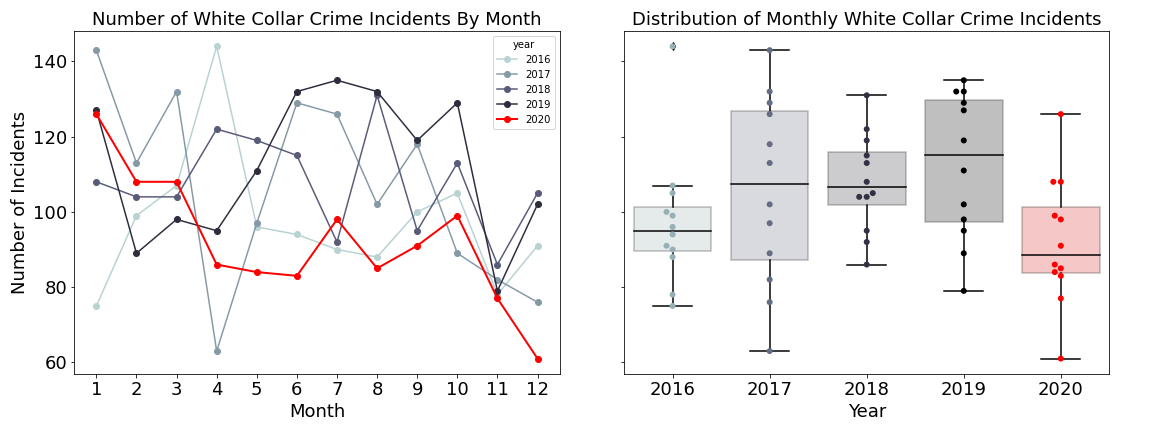 Number of White Collar Crime Incidents By Month
Number of Incidents
140
120
100
80
60
year
2016
2017
2018
2019
2020
1 2 3 4 5 6 7 8 9 10 11 12
Month
Distribution of Monthly White Collar Crime Incidents
2016 2017 2018 2019 2020
Year